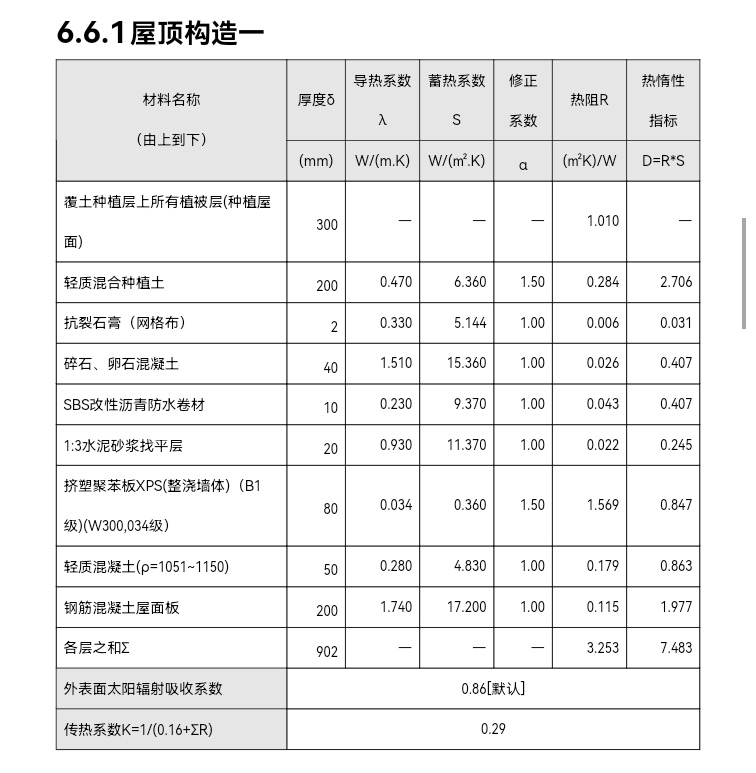 6.6.1屋顶构造一
材料名称 厚度δ 导热系数 蓄热系数 修正 热阻R 热惰性
（由上到下） λ S 系数 指标
(mm) W/(m.K) W/(㎡.K) α (㎡K)/W D=R*S
覆土种植层上所有植被层(种植屋 300 — — — 1.010 —
面)
轻质混合种植土 200 0.470 6.360 1.50 0.284 2.706
抗裂石膏（网格布） 2 0.330 5.144 1.00 0.006 0.031
碎石、卵石混凝土 40 1.510 15.360 1.00 0.026 0.407
SBS改性沥青防水卷材 10 0.230 9.370 1.00 0.043 0.407
1:3水泥砂浆找平层 20 0.930 11.370 1.00 0.022 0.245
挤塑聚苯板XPS(整浇墙体)（B1 80 0.034 0.360 1.50 1.569 0.847
级)(W300,034级）
轻质混凝土(ρ=1051~1150) 50 0.280 4.830 1.00 0.179 0.863
钢筋混凝土屋面板 200 1.740 17.200 1.00 0.115 1.977
各层之和Σ 902 — — — 3.253 7.483
外表面太阳辐射吸收系数 0.86[默认]
传热系数K=1/(0.16+ΣR) 0.29